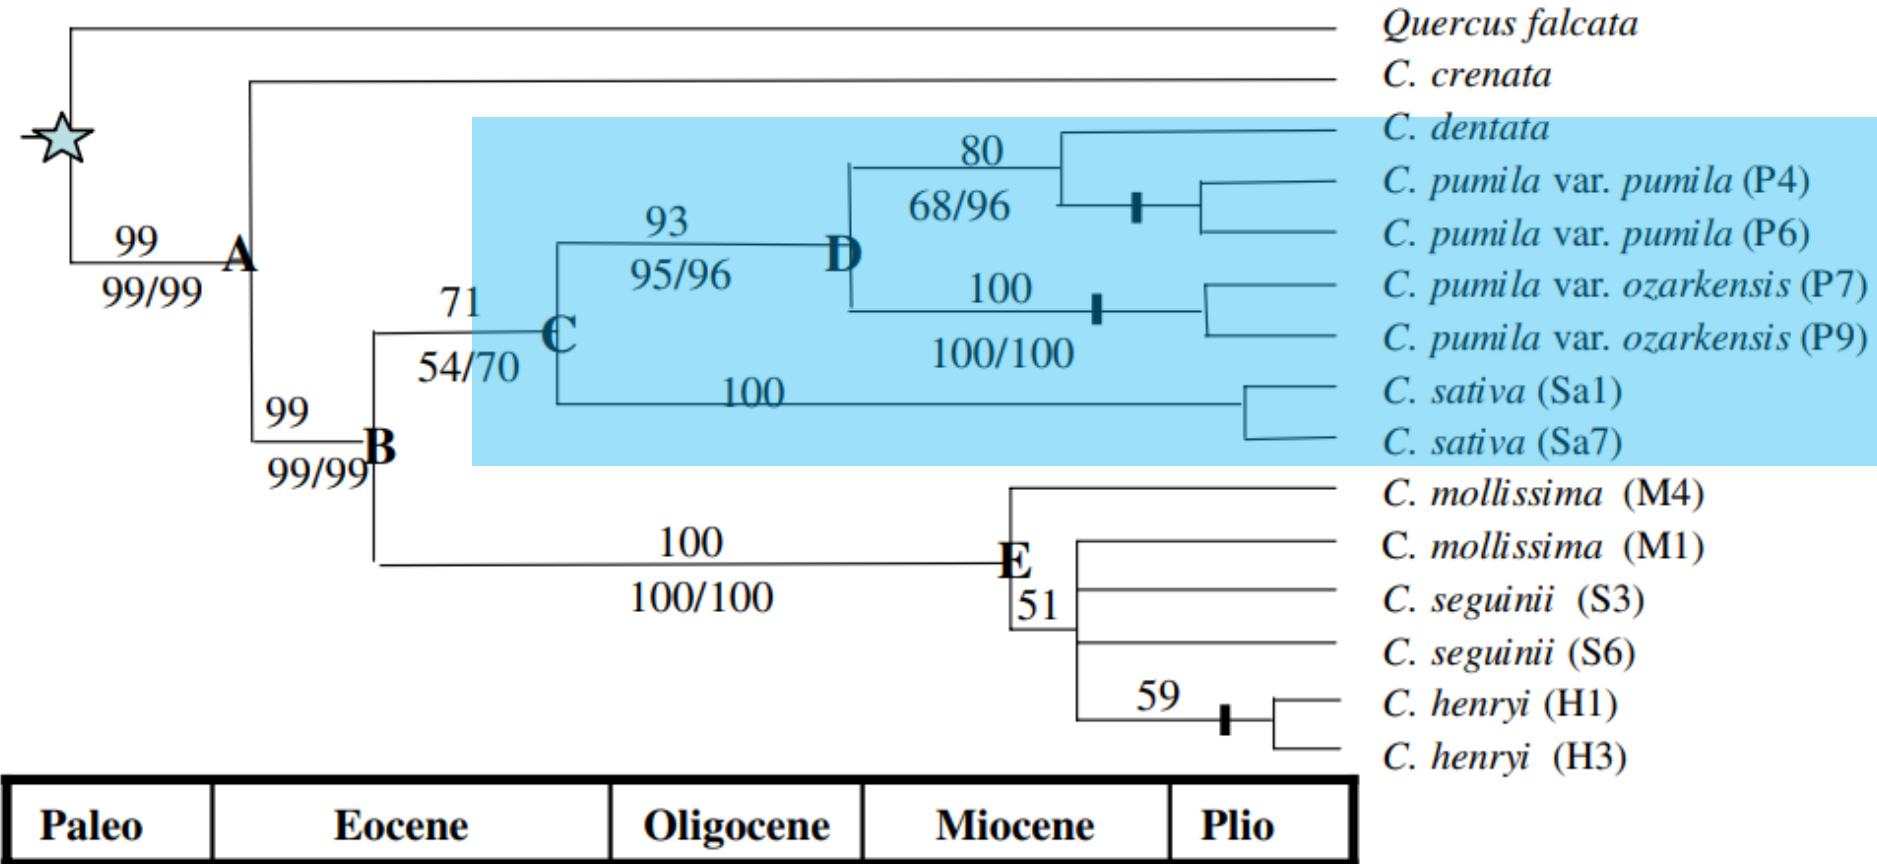 Quercus falcata
C. crenata
C. dentata
80
C. pumila var. pumila (P4)
68/96
93
C. pumila var. pumila (P6)
99
A
D
95/96
99/99
100
C. pumila var. ozarkensis (P7)
71
C
C. pumila var. ozarkensis (P9)
100/100
54/70
100
C. sativa (Sa1)
99
B
C. sativa (Sa7)
99/99
C. mollissima (M4)
100
E
C. mollissima (M1)
100/100
51
C. seguinii (S3)
C. seguinii (S6)
59
C. henryi (H1)
C. henryi (H3)
Paleo Eocene Oligocene Miocene Plio